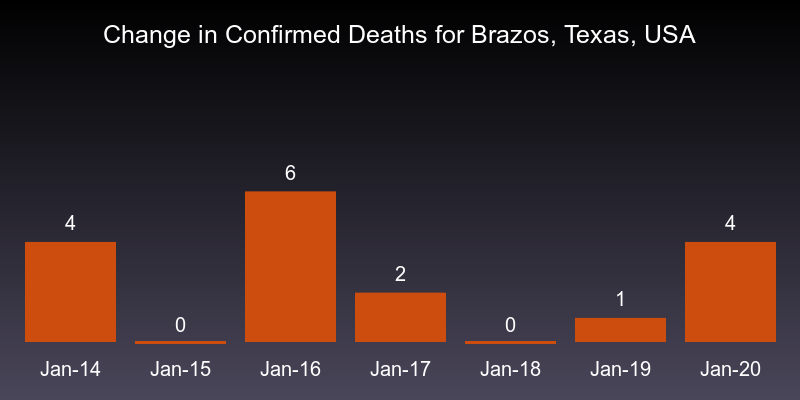 Change in Confirmed Deaths for Brazos, Texas, USA
4 0 6 2 0 1 4
Jan-14 Jan-15 Jan-16 Jan-17 Jan-18 Jan-19 Jan-20